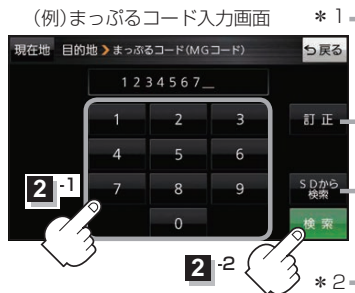 (例)まっぷるコード入力画面
*1
現在地 目的地 > まっぷるコード(MGコード) 戻る
1234567_
1 2 3 訂正
4 5 6
7 8 9 SDから
検索
0 検索
2-1
2-2
*2